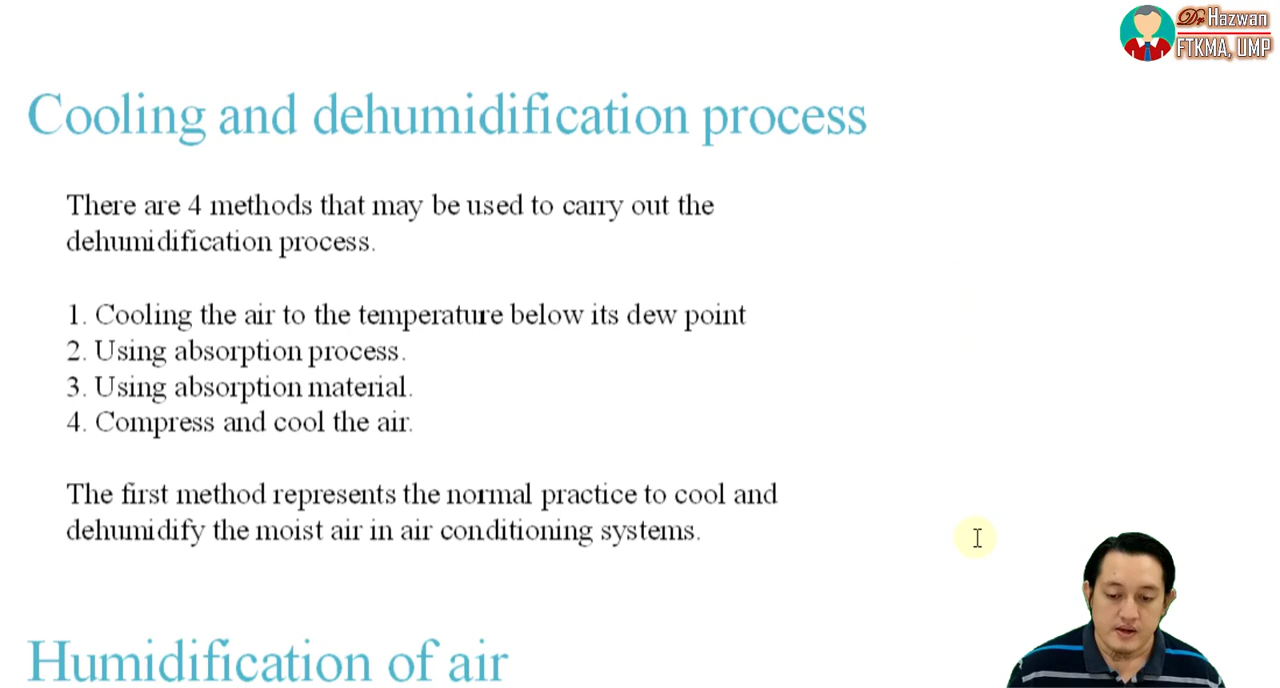 Dr Hazwan
FTKMA, UMP
Cooling and dehumidification process
There are 4 methods that may be used to carry out the
dehumidification process.
1. Cooling the air to the temperature below its dew point
2. Using absorption process.
3. Using absorption material.
4. Compress and cool the air.
The first method represents the normal practice to cool and
dehumidify the moist air in air conditioning systems.
Humidification of air